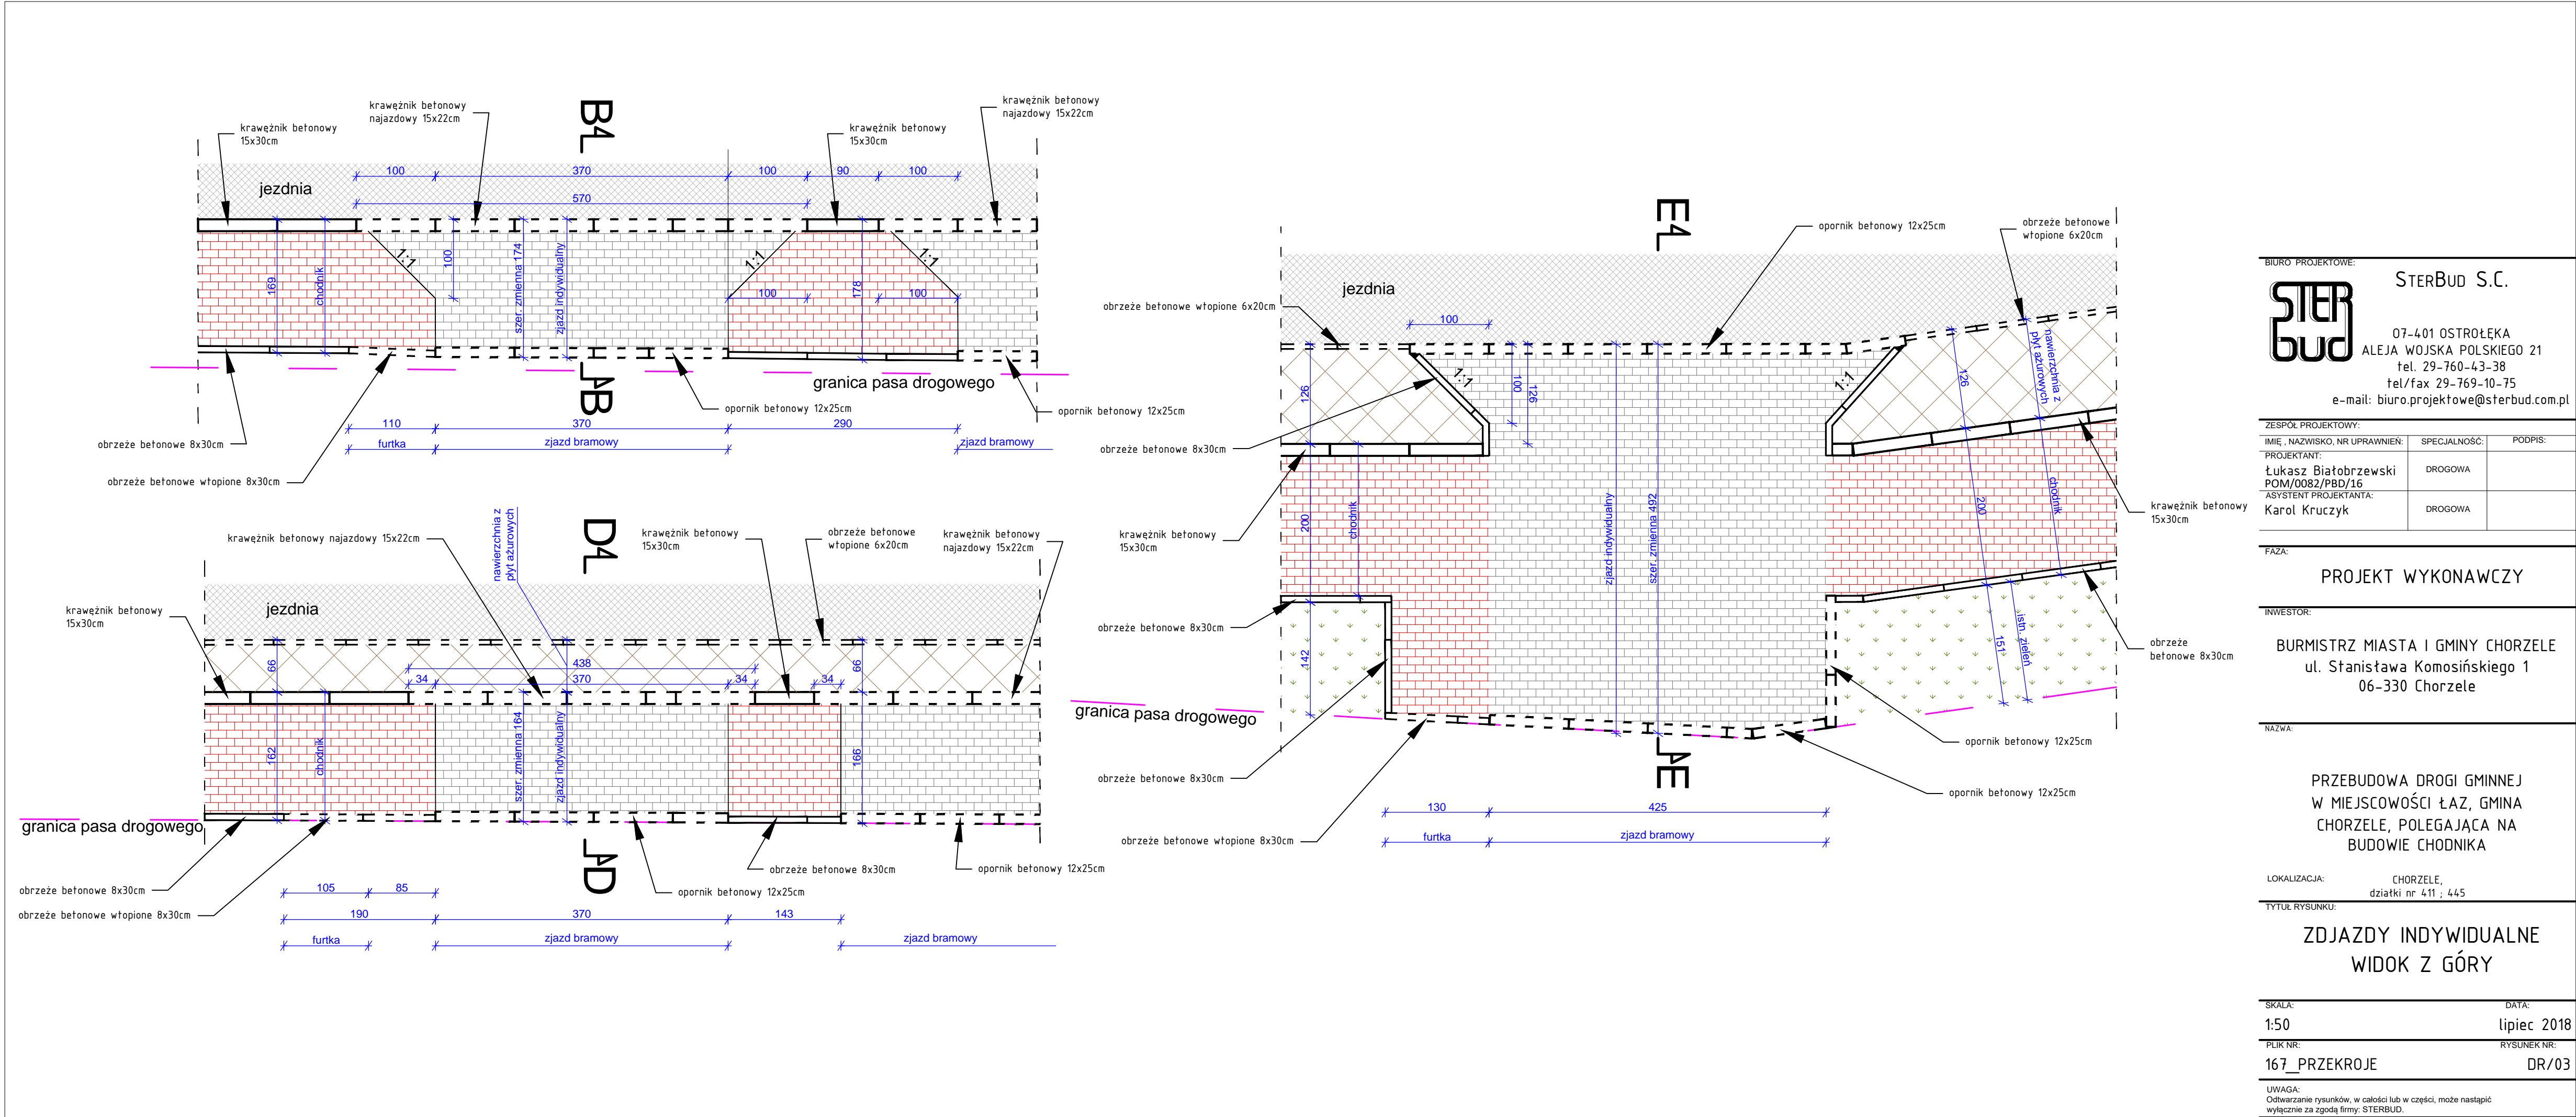 B
krawężnik betonowy
15x30cm
krawężnik betonowy
najazdowy 15x22cm
krawężnik betonowy
15x30cm
krawężnik betonowy
najazdowy 15x22cm
jezdnia
100
370
100
90
100
570
1:1
1:1
1:1
169
chodnik
100
szer. zmienna 174
zjazd indywidualny
100
178
100
granica pasa drogowego
B
opornik betonowy 12x25cm
opornik betonowy 12x25cm
110
370
290
furtka
zjazd bramowy
zjazd bramowy
obrzeże betonowe 8x30cm
obrzeże betonowe wtopione 8x30cm
D
krawężnik betonowy najazdowy 15x22cm
nawierzchnia z
płyt ażurowych
krawężnik betonowy
15x30cm
obrzeże betonowe
wtopione 6x20cm
krawężnik betonowy
najazdowy 15x22cm
krawężnik betonowy
15x30cm
jezdnia
66
438
66
34
370
34
34
162
chodnik
szer. zmienna 164
zjazd indywidualny
166
granica pasa drogowego
D
obrzeże betonowe 8x30cm
opornik betonowy 12x25cm
opornik betonowy 12x25cm
obrzeże betonowe 8x30cm
obrzeże betonowe wtopione 8x30cm
105
85
190
370
143
furtka
zjazd bramowy
zjazd bramowy
E
opornik betonowy 12x25cm
obrzeże betonowe
wtopione 6x20cm
jezdnia
obrzeże betonowe wtopione 6x20cm
100
1:1
1:1
126
100
126
126
nawierzchnia z
płyt ażurowych
obrzeże betonowe 8x30cm
krawężnik betonowy
15x30cm
krawężnik betonowy
15x30cm
200
chodnik
zjazd indywidualny
szer. zmienna 492
200
chodnik
obrzeże betonowe 8x30cm
142
151
istn. zieleń
obrzeże
betonowe 8x30cm
granica pasa drogowego
opornik betonowy 12x25cm
opornik betonowy 12x25cm
obrzeże betonowe 8x30cm
obrzeże betonowe wtopione 8x30cm
E
130
425
furtka
zjazd bramowy
BIURO PROJEKTOWE:
STER
bud
STERBUD S.C.
07-401 OSTROŁĘKA
ALEJA WOJSKA POLSKIEGO 21
tel. 29-760-43-38
tel/fax 29-769-10-75
e-mail: biuro.projektowe@sterbud.com.pl
ZESPÓŁ PROJEKTOWY:
IMIĘ , NAZWISKO, NR UPRAWNIEŃ: SPECJALNOŚĆ: PODPIS:
PROJEKTANT:
Łukasz Białobrzewski DROGOWA
POM/0082/PBD/16
ASYSTENT PROJEKTANTA:
Karol Kruczyk DROGOWA
FAZA:
PROJEKT WYKONAWCZY
INWESTOR:
BURMISTRZ MIASTA I GMINY CHORZELE
ul. Stanisława Komosińskiego 1
06-330 Chorzele
NAZWA:
PRZEBUDOWA DROGI GMINNEJ
W MIEJSCOWOŚCI ŁAZ, GMINA
CHORZELE, POLEGAJĄCA NA
BUDOWIE CHODNIKA
LOKALIZACJA: CHORZELE,
działki nr 411 ; 445
TYTUŁ RYSUNKU:
ZDJAZDY INDYWIDUALNE
WIDOK Z GÓRY
SKALA: DATA:
1:50 lipiec 2018
PLIK NR: RYSUNEK NR:
167_PRZEKROJE DR/03
UWAGA:
Odtwarzanie rysunków, w całości lub w części, może nastąpić
wyłącznie za zgodą firmy: STERBUD.